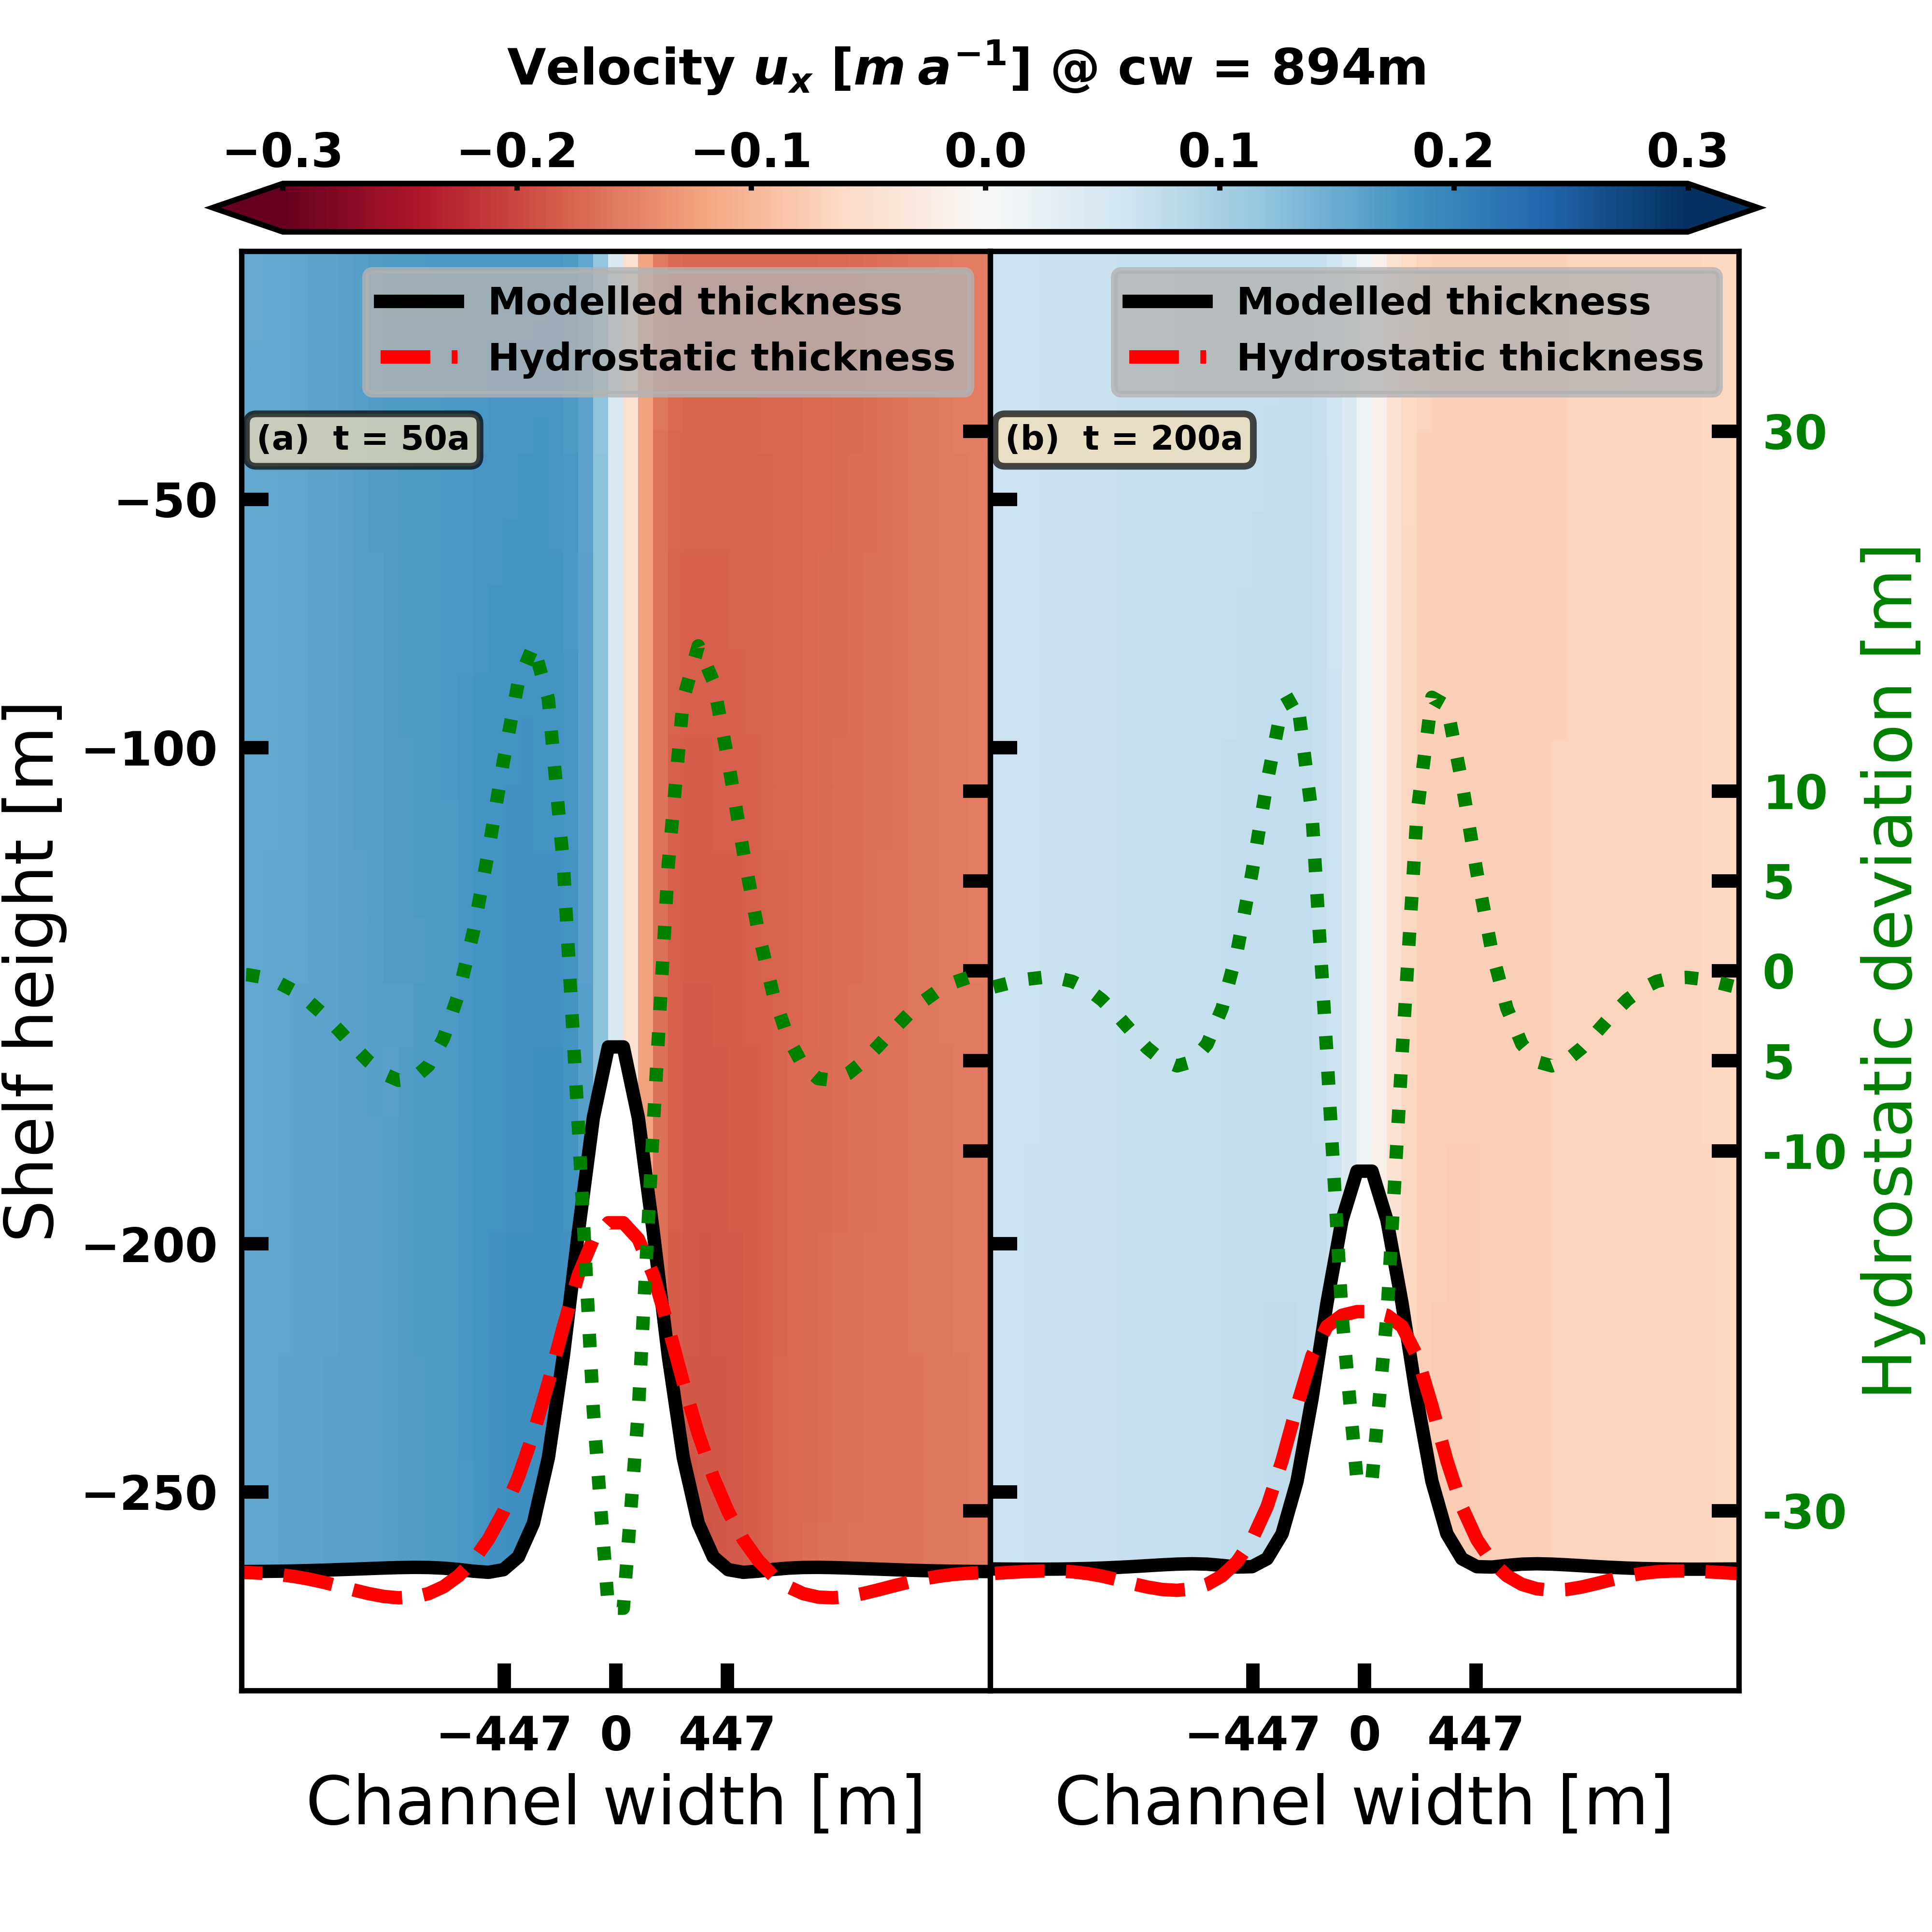 Velocity uₓ [m a⁻¹] @ cw = 894m
−0.3 −0.2 −0.1 0.0 0.1 0.2 0.3
Modelled thickness
Hydrostatic thickness
Modelled thickness
Hydrostatic thickness
(a) t = 50a
(b) t = 200a
Shelf height [m]
−50
−100
−200
−250
30
10
5
0
5
-10
-30
Hydrostatic deviation [m]
−447 0 447
−447 0 447
Channel width [m]
Channel width [m]